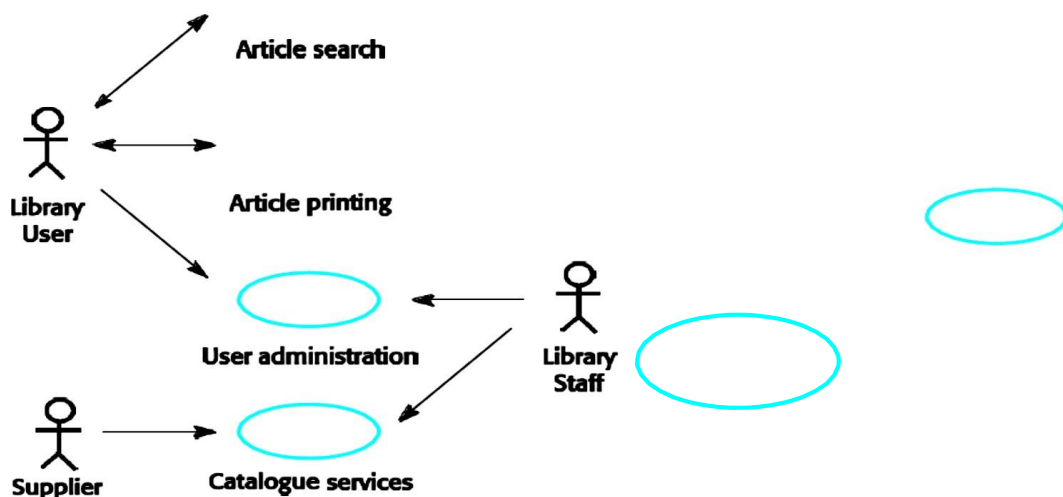 Article search
Library
User
Article printing
User administration
Library
Staff
Supplier
Catalogue services